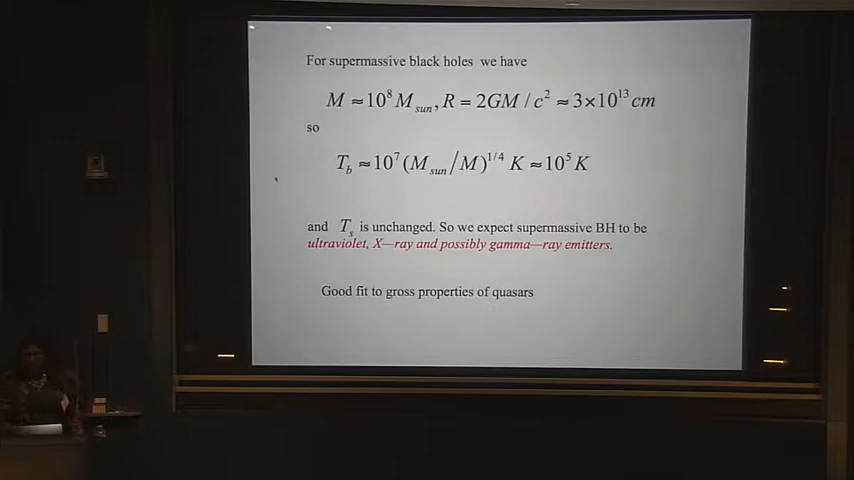 For supermassive black holes we have
M ≈ 10⁸ M_sun, R = 2GM / c² ≈ 3×10¹³ cm
so
T_b ≈ 10⁷ (M_sun/M)^1/4 K ≈ 10⁵ K
and T_s is unchanged. So we expect supermassive BH to be
ultraviolet, X—ray and possibly gamma—ray emitters.
Good fit to gross properties of quasars